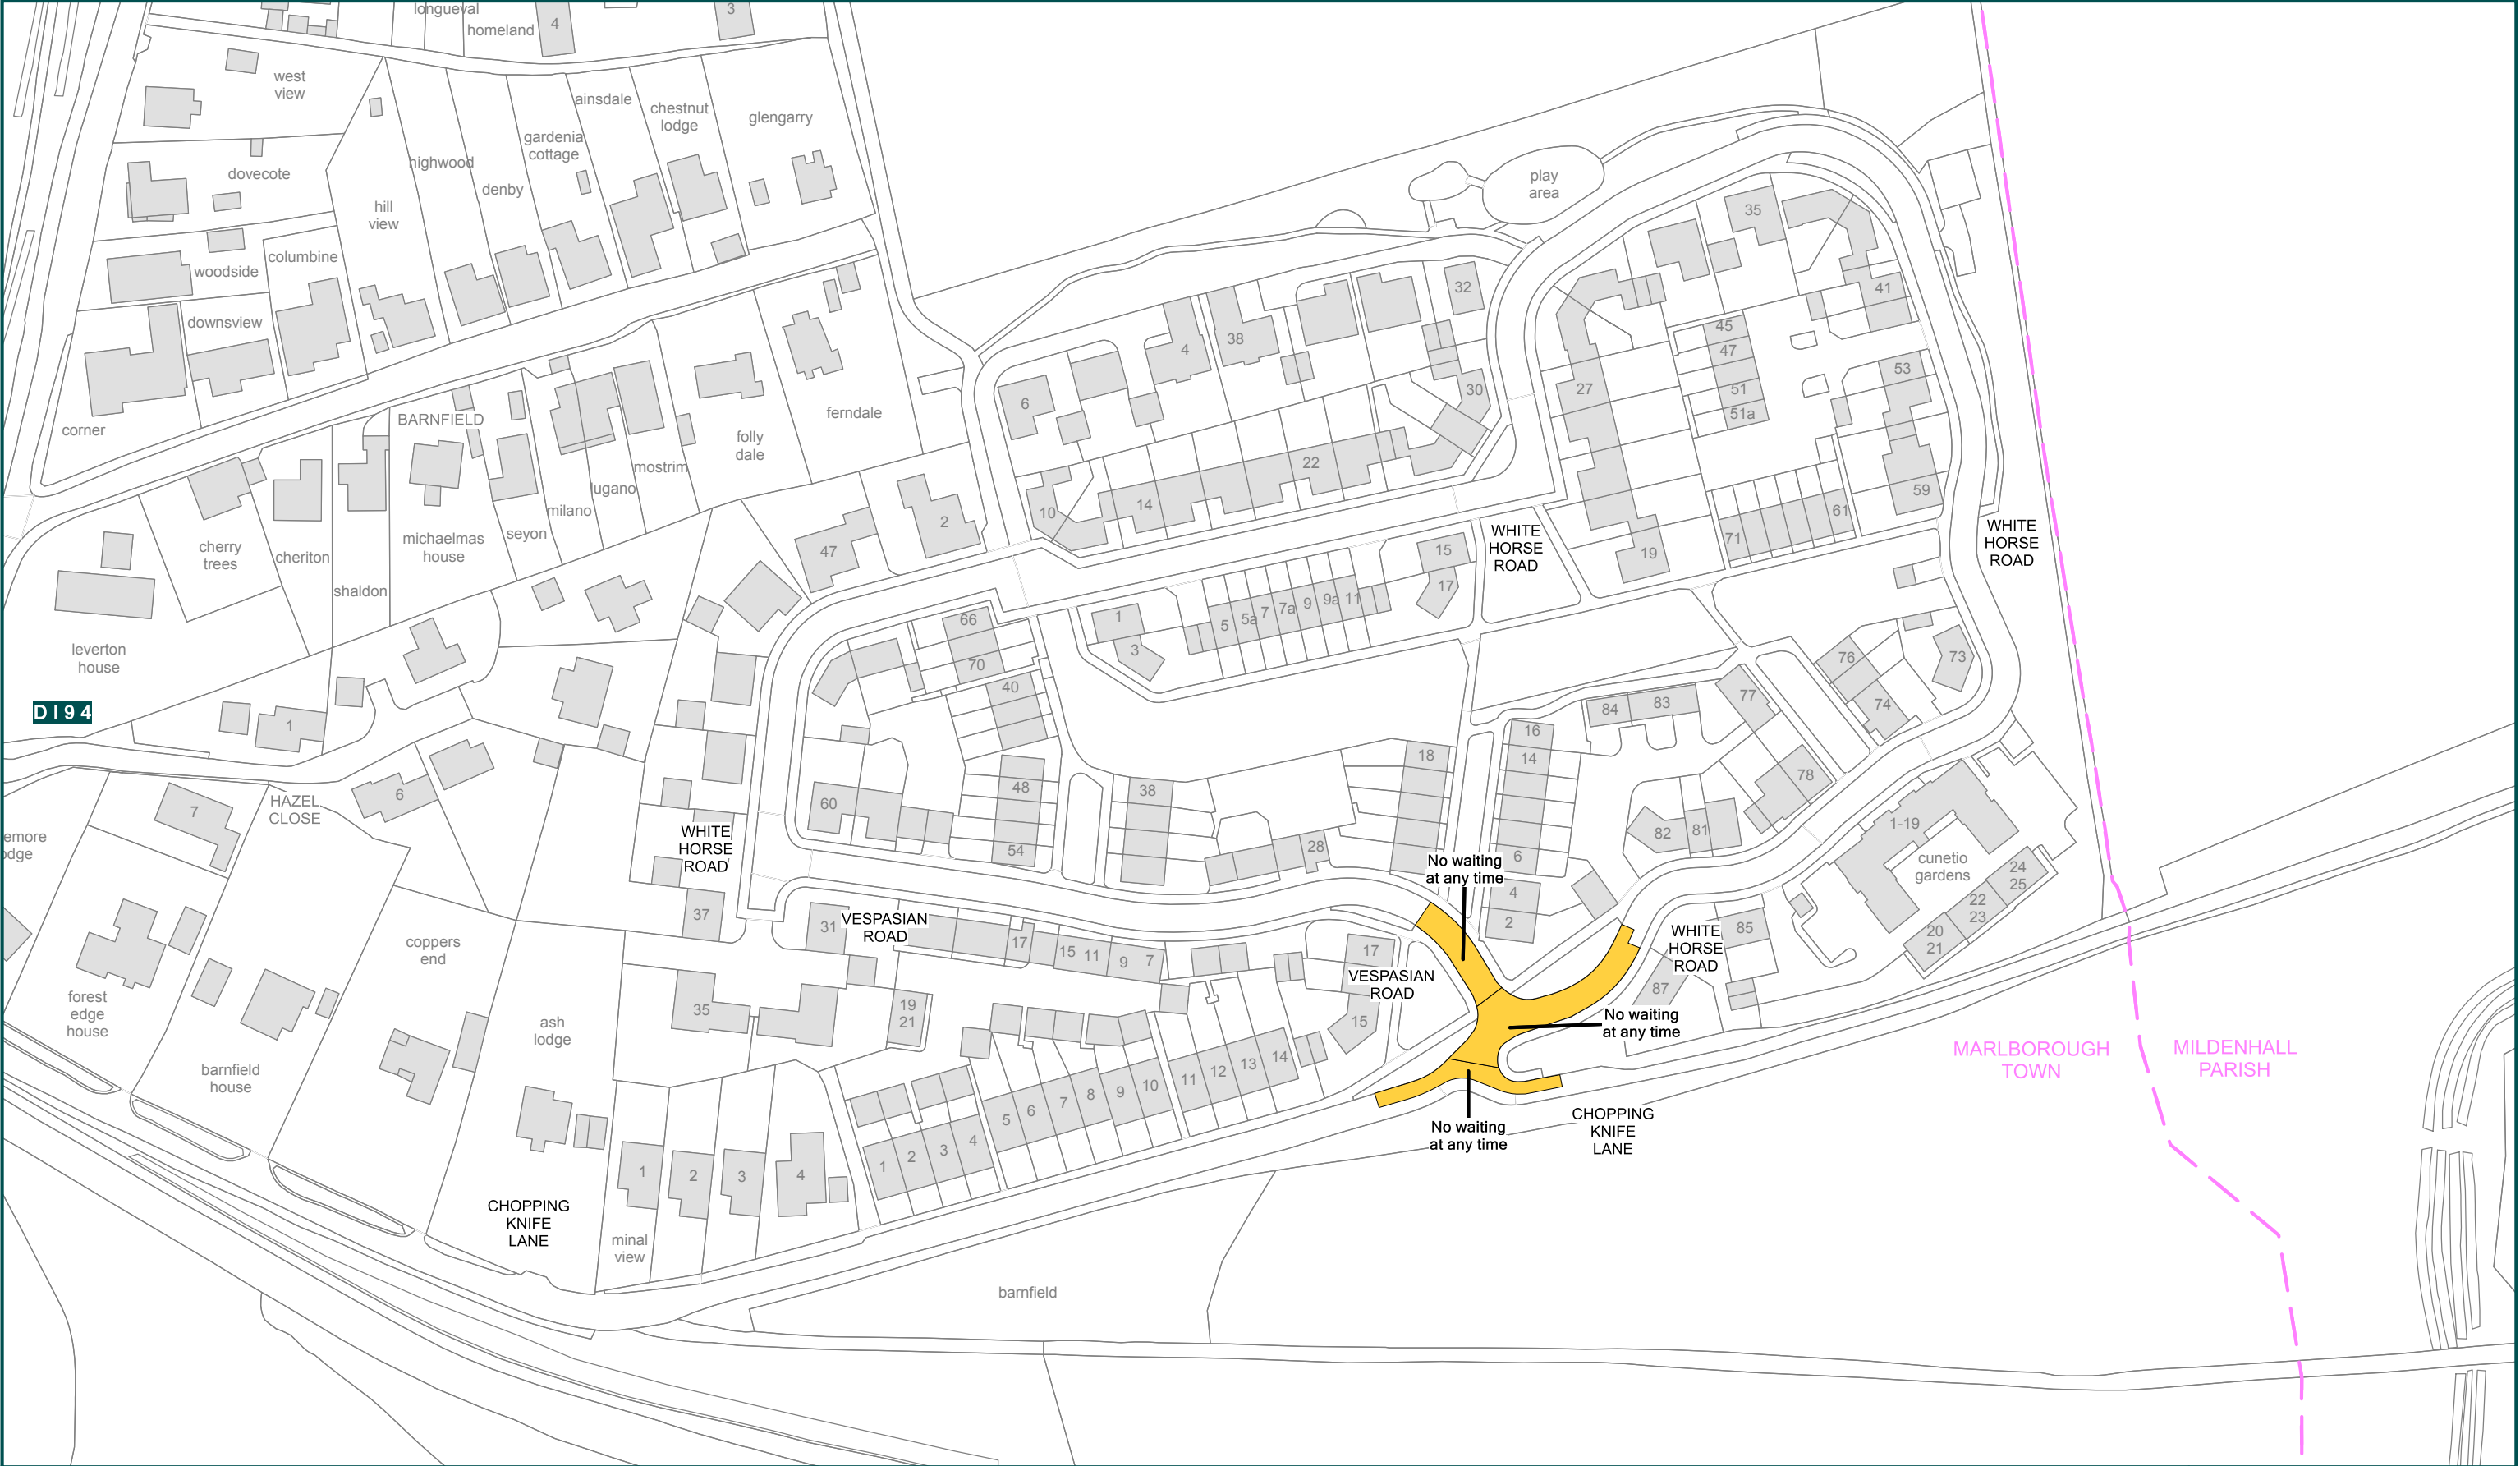 longueval
homeland
4
3
west
view
ainsdale
chestnut
lodge
glengarry
gardenia
cottage
highwood
denby
dovecote
hill
view
play
area
35
woodside
columbine
downsview
corner
41
32
4
38
45
47
51
51a
53
6
30
27
BARNFIELD
ferndale
folly
dale
mostrim
lugano
milano
seyon
michaelmas
house
cherry
trees
cheriton
shaldon
leverton
house
22
14
10
2
47
59
61
71
19
WHITE
HORSE
ROAD
WHITE
HORSE
ROAD
15
17
1
3
5
5a
7
7a
9
9a
11
66
70
40
76
73
74
77
83
84
78
DI94
1
6
7
HAZEL
CLOSE
16
14
18
48
38
60
54
28
6
82
81
1-19
cunetio
gardens
24
25
22
23
20
21
WHITE
HORSE
ROAD
No waiting
at any time
4
2
37
31
VESPASIAN
ROAD
17
15
11
9
7
17
VESPASIAN
ROAD
15
WHITE
HORSE
ROAD
85
87
No waiting
at any time
emore
odge
coppers
end
forest
edge
house
barnfield
house
ash
lodge
35
19
21
MARLBOROUGH
TOWN
MILDENHALL
PARISH
1
2
3
4
5
6
7
8
9
10
11
12
13
14
No waiting
at any time
CHOPPING
KNIFE
LANE
1
2
3
4
CHOPPING
KNIFE
LANE
minal
view
barnfield